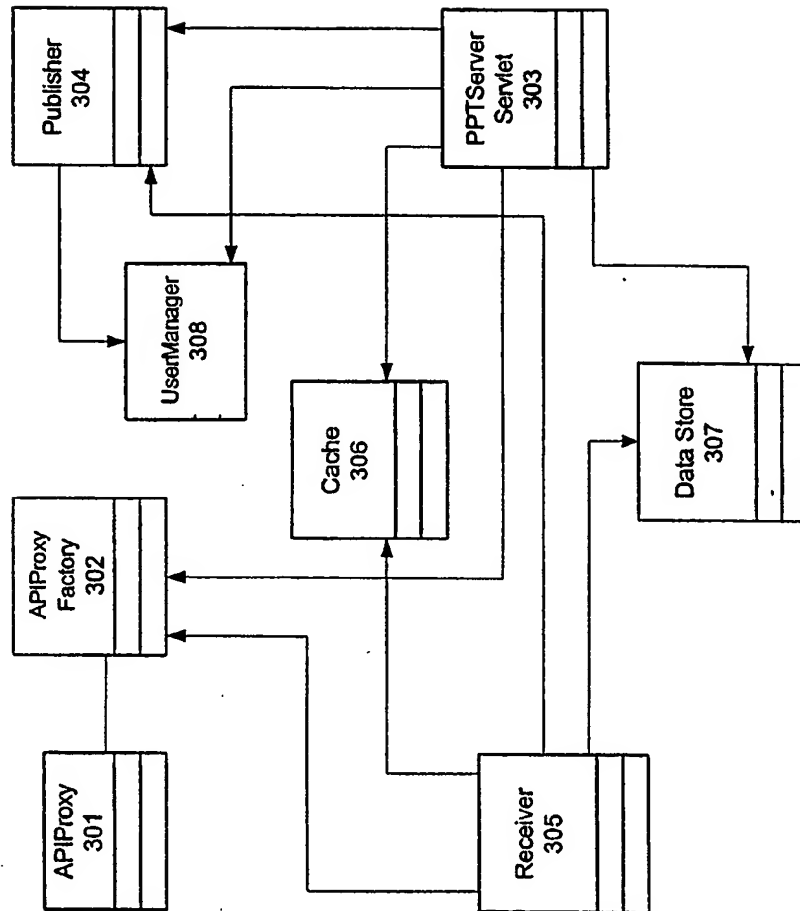 APIProxy
301
APIProxy
Factory
302
UserManager
308
Publisher
304
Cache
306
Receiver
305
Data Store
307
PPTServer
Servlet
303